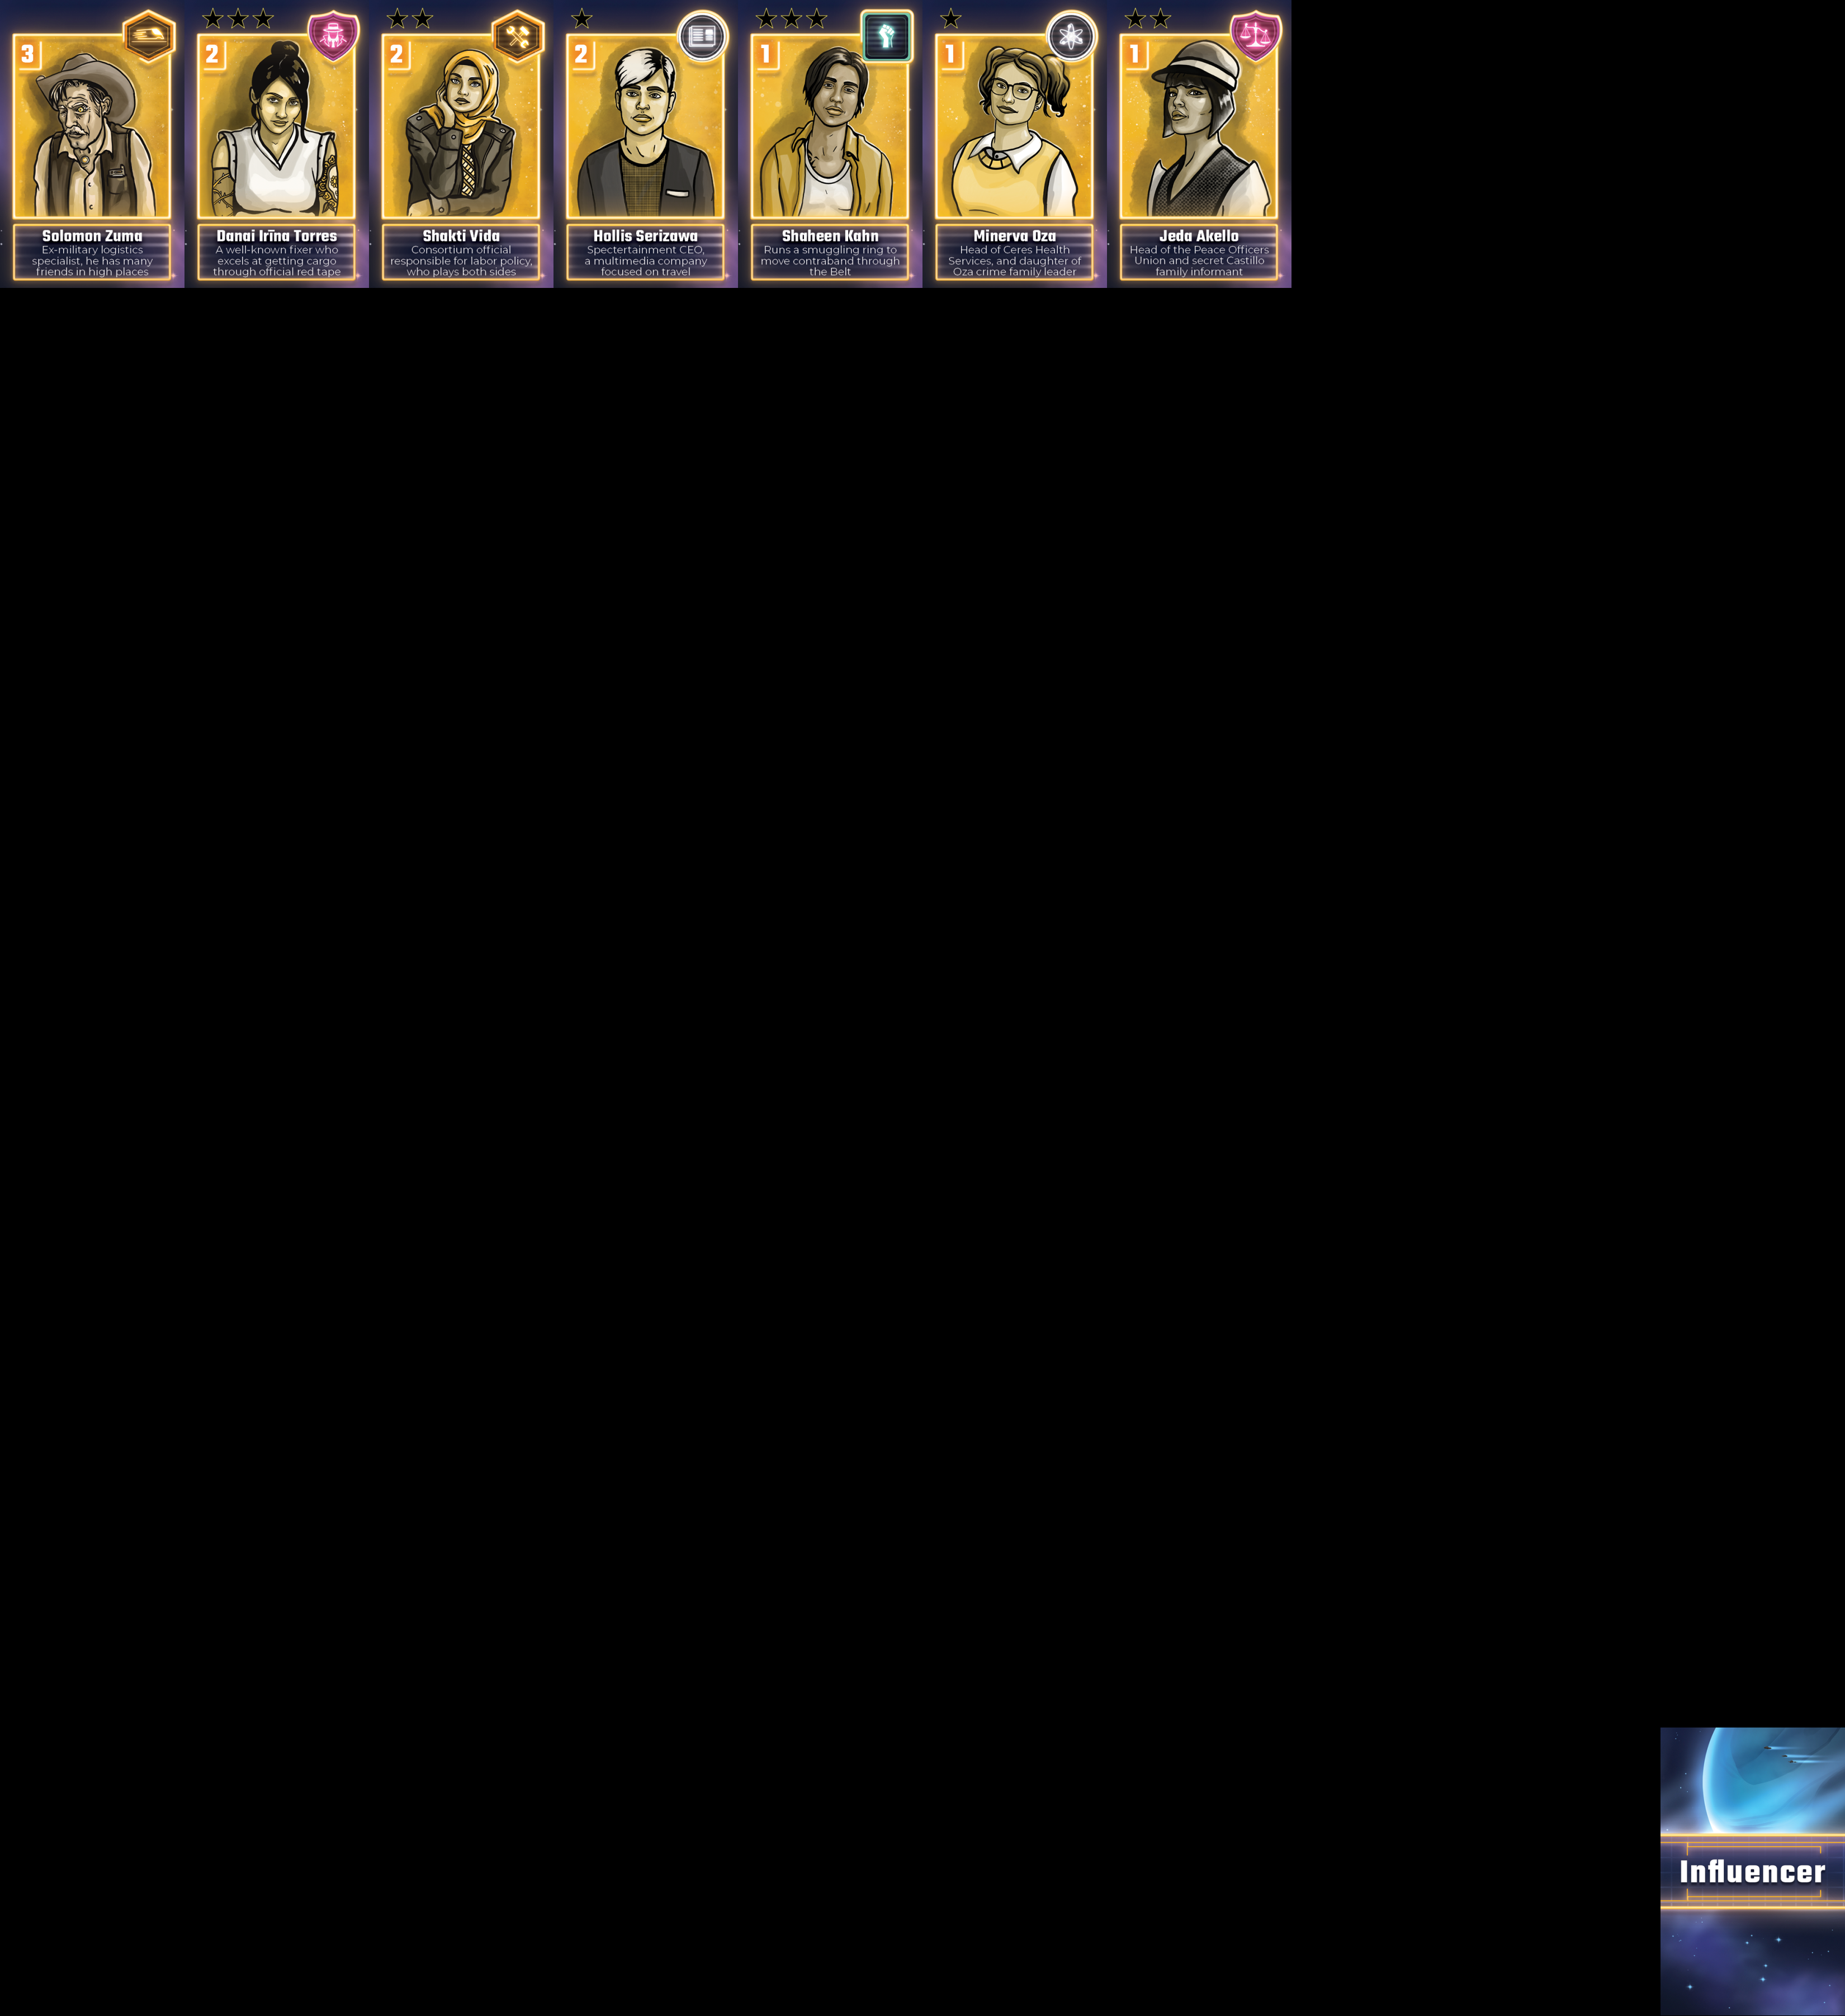 3
Solomon Zuma
Ex-military logistics
specialist, he has many
friends in high places
2
Danai Irīna Torres
A well-known fixer who
excels at getting cargo
through official red tape
2
Shakti Vida
Consortium official
responsible for labor policy,
who plays both sides
2
Hollis Serizawa
Spectertainment CEO,
a multimedia company
focused on travel
1
Shaheen Kahn
Runs a smuggling ring to
move contraband through
the Belt
1
Minerva Oza
Head of Ceres Health
Services, and daughter of
Oza crime family leader
1
Jeda Akello
Head of the Peace Officers
Union and secret Castillo
family informant
Influencer